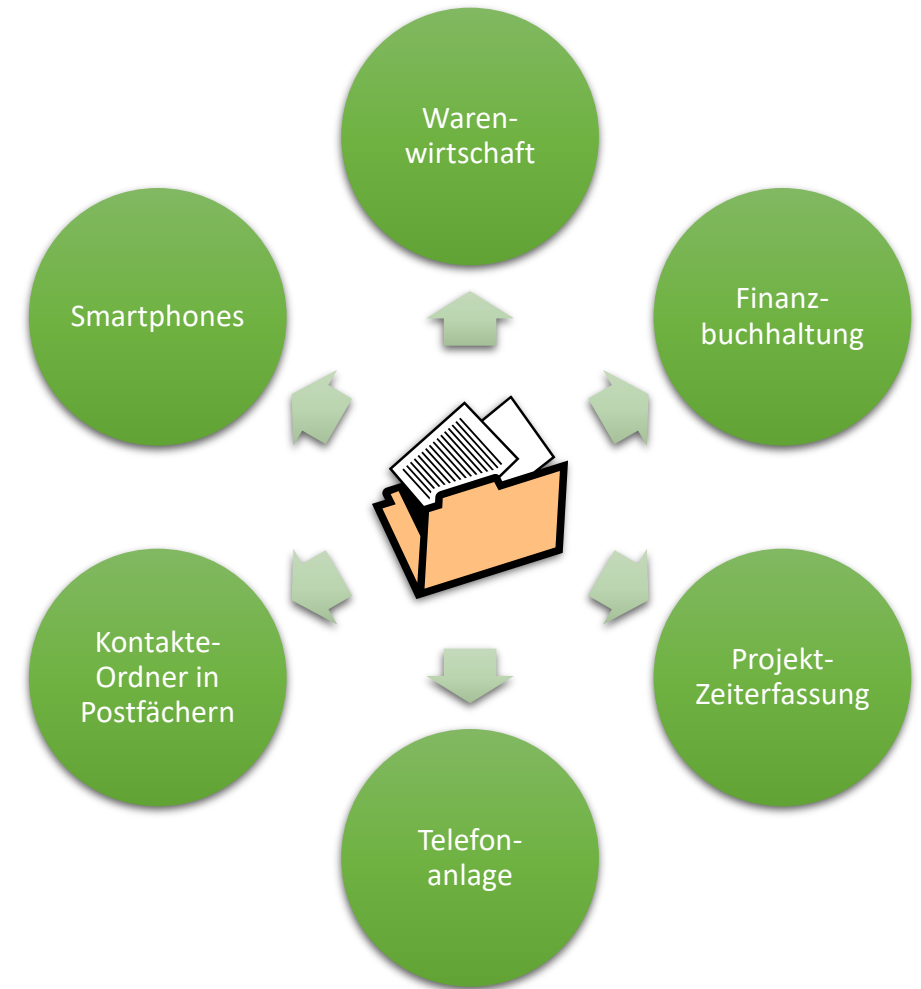 Waren-
wirtschaft
Finanz-
buchhaltung
Projekt-
Zeiterfassung
Telefon-
anlage
Kontakte-
Ordner in
Postfächern
Smartphones